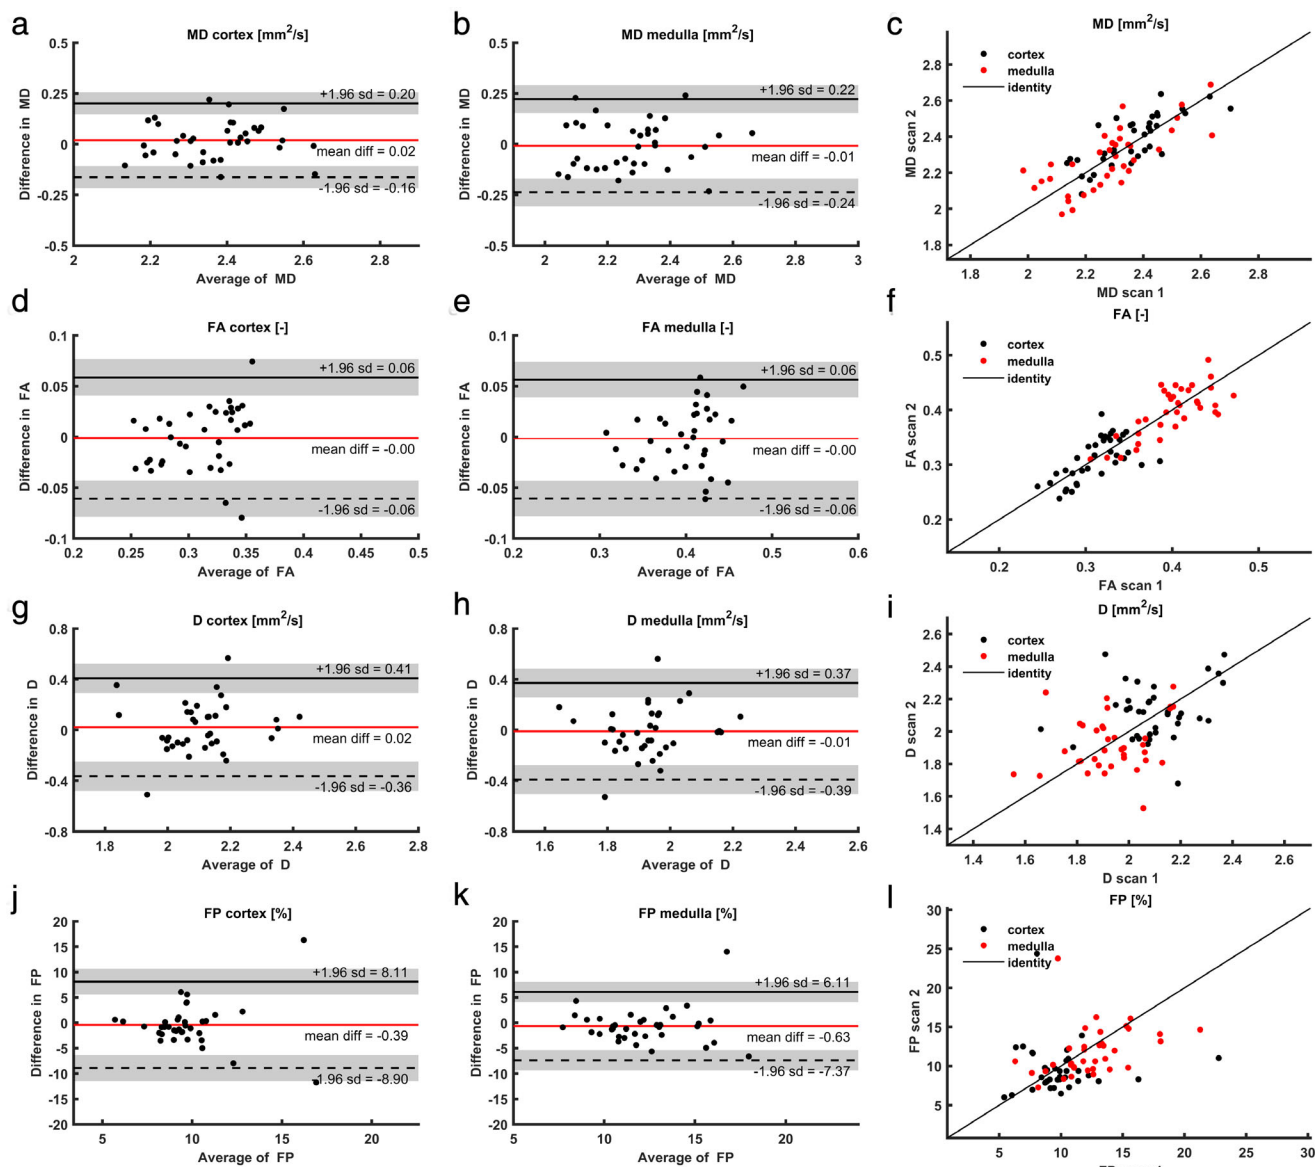 a
MD cortex [mm²/s]
0.5
0.25
0
-0.25
-0.5
Difference in MD
+1.96 sd = 0.20
mean diff = 0.02
-1.96 sd = -0.16
2 2.2 2.4 2.6 2.8
Average of MD
b
MD medulla [mm²/s]
0.5
0.25
0
-0.25
-0.5
Difference in MD
+1.96 sd = 0.22
mean diff = -0.01
-1.96 sd = -0.24
2 2.2 2.4 2.6 2.8 3
Average of MD
c
MD [mm²/s]
cortex
medulla
identity
2.8
2.6
2.4
2.2
2
1.8
MD scan 2
1.8 2 2.2 2.4 2.6 2.8
MD scan 1
d
FA cortex [-]
0.1
0.05
0
-0.05
-0.1
Difference in FA
+1.96 sd = 0.06
mean diff = -0.00
-1.96 sd = -0.06
0.2 0.25 0.3 0.35 0.4 0.45 0.5
Average of FA
e
FA medulla [-]
0.1
0.05
0
-0.05
-0.1
Difference in FA
+1.96 sd = 0.06
mean diff = -0.00
-1.96 sd = -0.06
0.2 0.3 0.4 0.5 0.6
Average of FA
f
FA [-]
cortex
medulla
identity
0.5
0.4
0.3
0.2
FA scan 2
0.2 0.3 0.4 0.5
FA scan 1
g
D cortex [mm²/s]
0.8
0.4
0
-0.4
-0.8
Difference in D
+1.96 sd = 0.41
mean diff = 0.02
-1.96 sd = -0.36
1.8 2 2.2 2.4 2.6 2.8
Average of D
h
D medulla [mm²/s]
0.8
0.4
0
-0.4
-0.8
Difference in D
+1.96 sd = 0.37
mean diff = -0.01
-1.96 sd = -0.39
1.6 1.8 2 2.2 2.4 2.6
Average of D
i
D [mm²/s]
cortex
medulla
identity
2.6
2.4
2.2
2
1.8
1.6
1.4
D scan 2
1.4 1.6 1.8 2 2.2 2.4 2.6
D scan 1
j
FP cortex [%]
20
15
10
5
0
-5
-10
-15
-20
Difference in FP
+1.96 sd = 8.11
mean diff = -0.39
-1.96 sd = -8.90
5 10 15 20
Average of FP
k
FP medulla [%]
20
15
10
5
0
-5
-10
-15
-20
Difference in FP
+1.96 sd = 6.11
mean diff = -0.63
-1.96 sd = -7.37
5 10 15 20
Average of FP
l
FP [%]
cortex
medulla
identity
30
25
20
15
10
5
FP scan 2
5 10 15 20 25 30